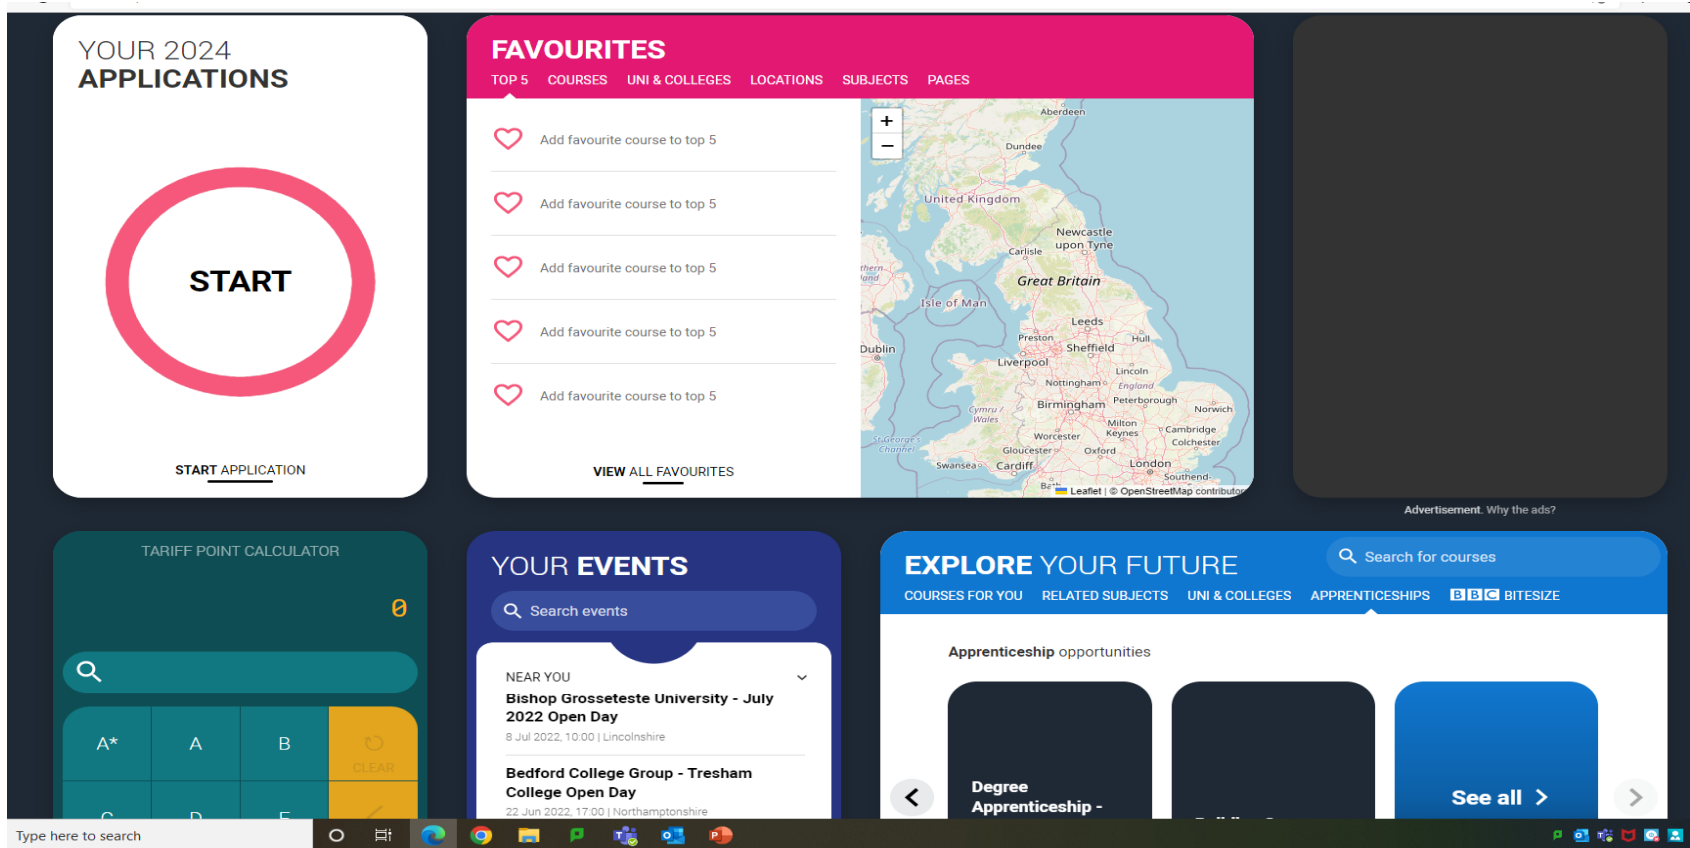 YOUR 2024
APPLICATIONS
START
START APPLICATION
FAVOURITES
TOP 5 COURSES UNI & COLLEGES LOCATIONS SUBJECTS PAGES
Add favourite course to top 5
Add favourite course to top 5
Add favourite course to top 5
Add favourite course to top 5
Add favourite course to top 5
VIEW ALL FAVOURITES
+
−
Aberdeen
Dundee
United Kingdom
Newcastle
upon Tyne
Carlisle
Great Britain
Isle of Man
Leeds
Preston
Hull
Dublin
Sheffield
Liverpool
Lincoln
Nottingham
England
Cymru /
Wales
Birmingham
Peterborough
Norwich
Milton
Keynes
Cambridge
Worcester
Colchester
St George's
Channel
Gloucester
Oxford
Swansea
Cardiff
London
Southend-
Leaflet | © OpenStreetMap contributor
Advertisement. Why the ads?
TARIFF POINT CALCULATOR
0
A* A B CLEAR
YOUR EVENTS
Search events
NEAR YOU
Bishop Grosseteste University - July
2022 Open Day
8 Jul 2022, 10:00 | Lincolnshire
Bedford College Group - Tresham
College Open Day
22 Jun 2022, 17:00 | Northamptonshire
EXPLORE YOUR FUTURE
Search for courses
COURSES FOR YOU RELATED SUBJECTS UNI & COLLEGES APPRENTICESHIPS BBC BITESIZE
Apprenticeship opportunities
Degree
Apprenticeship -
See all
Type here to search